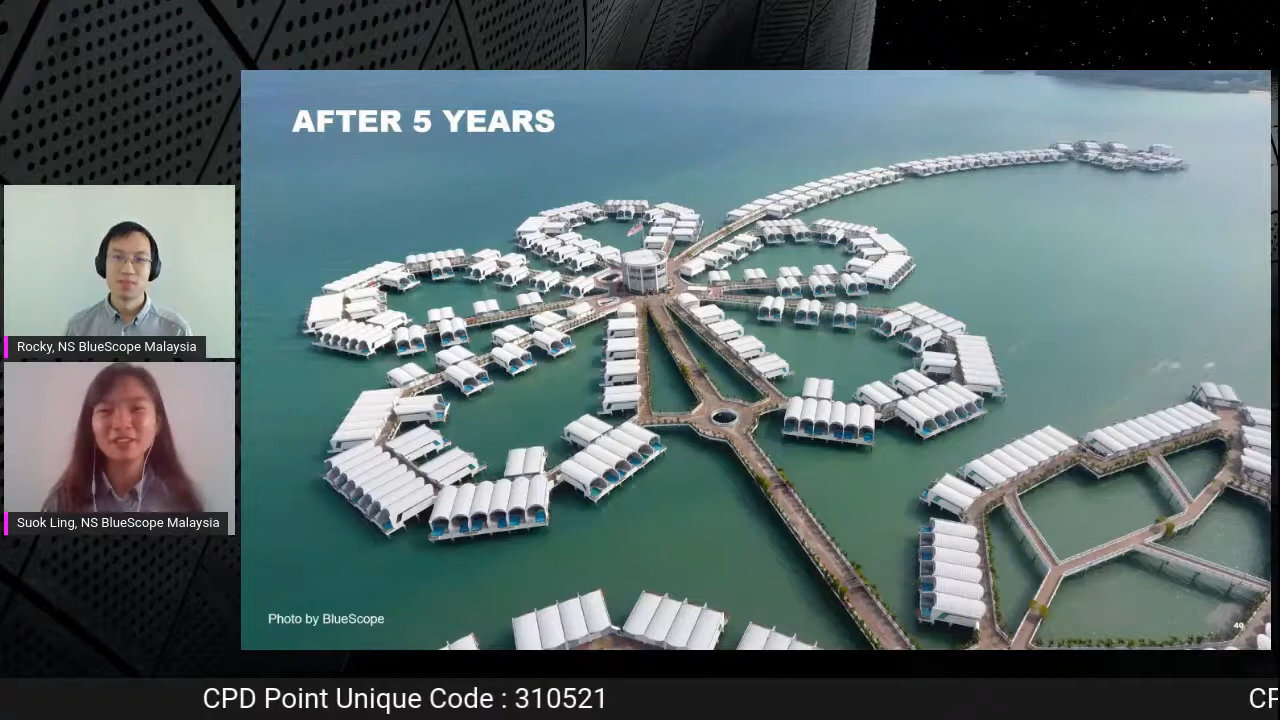 AFTER 5 YEARS
Rocky, NS BlueScope Malaysia
Suok Ling, NS BlueScope Malaysia
Photo by BlueScope
49
CPD Point Unique Code : 310521